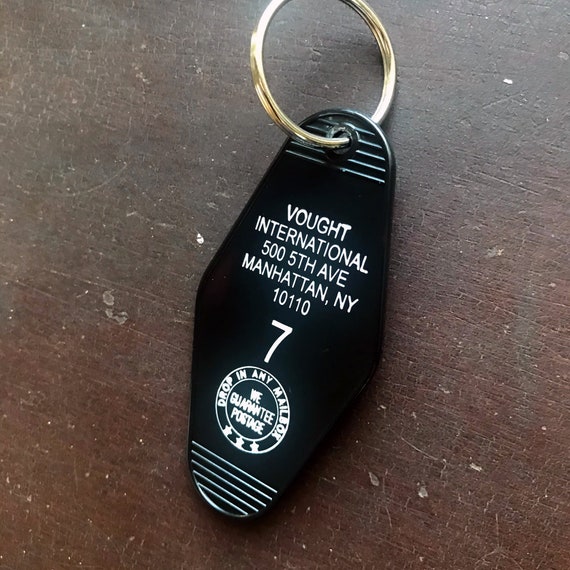 VOUGHT
INTERNATIONAL
500 5TH AVE
MANHATTAN, NY
10110
7
DROP IN ANY MAILBOX
WE
GUARANTEE
POSTAGE